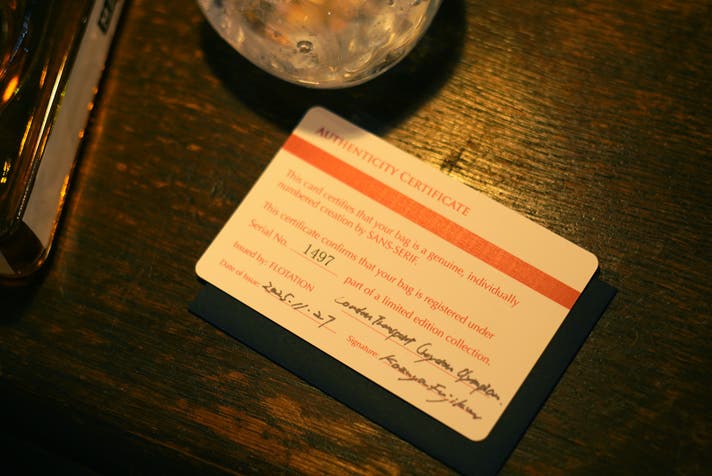 AUTHENTICITY CERTIFICATE
This card certifies that your bag is a genuine, individually
numbered creation by SANS-SERIF.
This certificate confirms that your bag is registered under
Serial No. 1497 part of a limited edition collection.
Issued by: FLOTATION London Transport
Date of Issue: 2025.11.27 Signature: